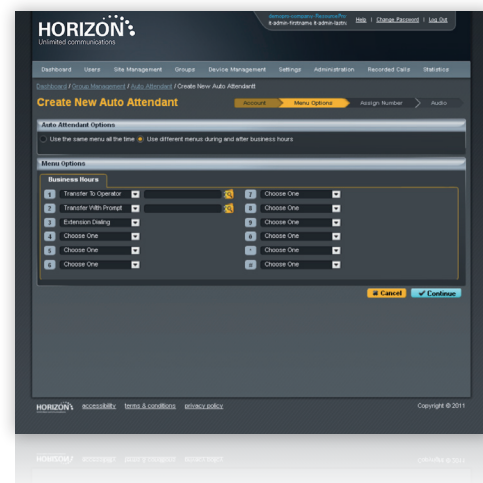 HORIZON
Unlimited communications
Help | Change Password | Log Out
Dashboard Users Site Management Groups Device Management Settings Administration Recorded Calls Statistics
Dashboard / Group Management / Auto Attendant / Create New Auto Attendantt
Create New Auto Attendant
Account Menu Options Assign Number Audio
Auto Attendant Options
Use the same menu all the time Use different menus during and after business hours
Menu Options
Business Hours
1 Transfer To Operator 7 Choose One
2 Transfer With Prompt 8 Choose One
3 Extension Dialing 9 Choose One
4 Choose One 0 Choose One
5 Choose One * Choose One
6 Choose One Choose One
Cancel Continue
HORIZON accessibility terms & conditions privacy policy Copyright © 2011